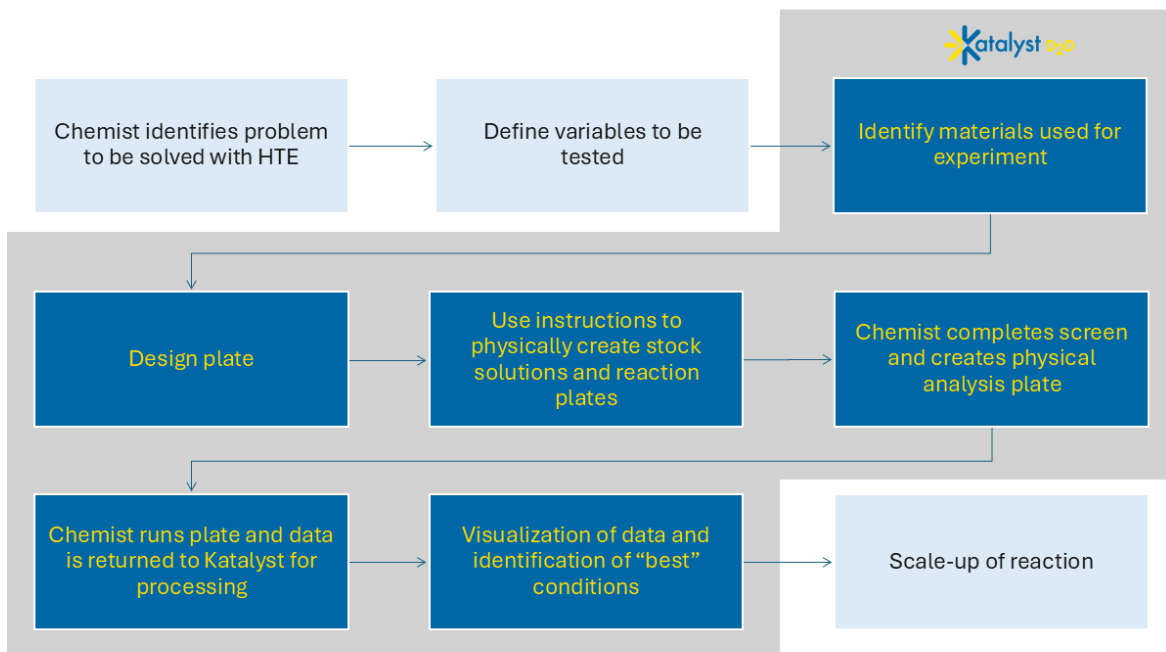 Katalyst D2D
Chemist identifies problem
to be solved with HTE
Define variables to be
tested
Identify materials used for
experiment
Design plate
Use instructions to
physically create stock
solutions and reaction
plates
Chemist completes screen
and creates physical
analysis plate
Chemist runs plate and data
is returned to Katalyst for
processing
Visualization of data and
identification of “best”
conditions
Scale-up of reaction